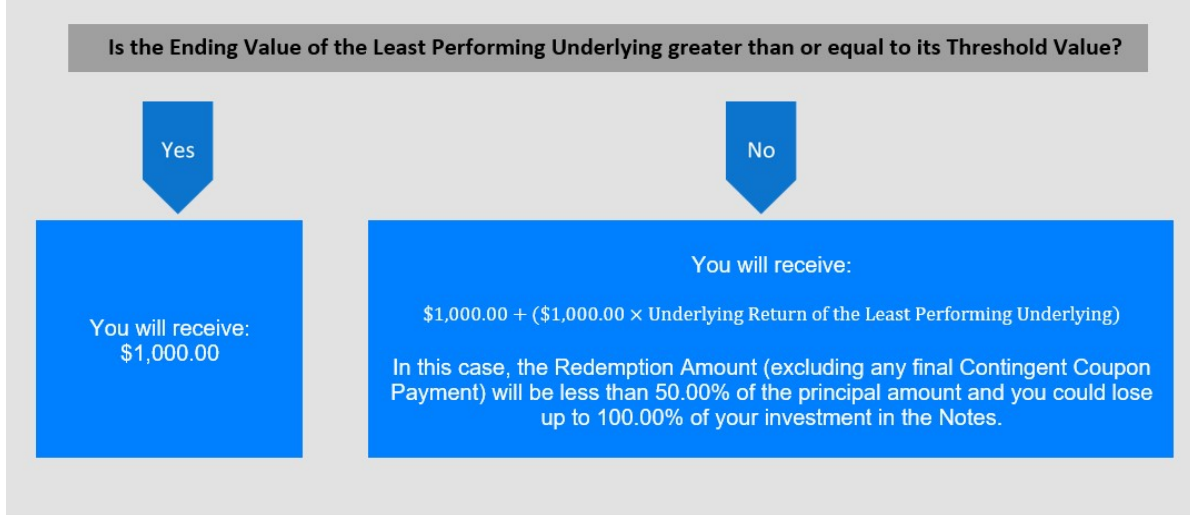 Is the Ending Value of the Least Performing Underlying greater than or equal to its Threshold Value?
Yes
No
You will receive:
$1,000.00
You will receive:
$1,000.00 + ($1,000.00 × Underlying Return of the Least Performing Underlying)
In this case, the Redemption Amount (excluding any final Contingent Coupon
Payment) will be less than 50.00% of the principal amount and you could lose
up to 100.00% of your investment in the Notes.